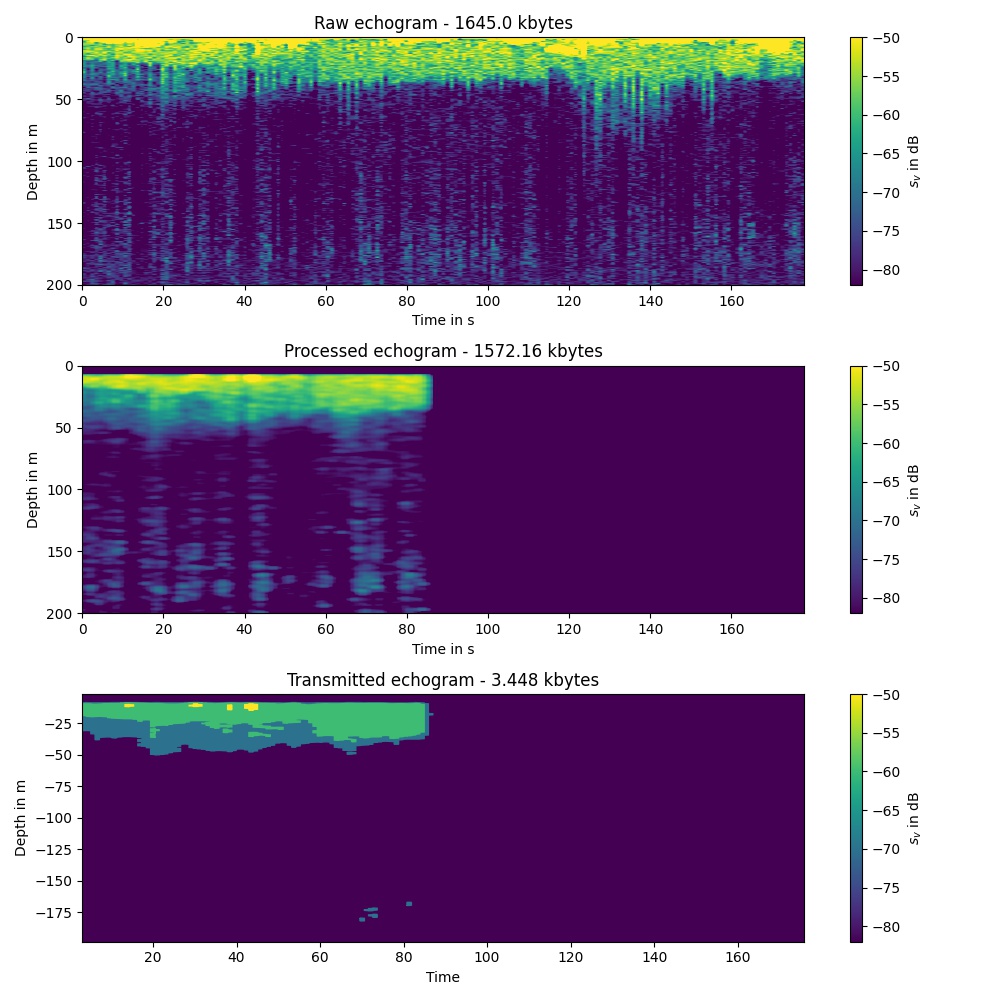 Raw echogram - 1645.0 kbytes
0
50
100
150
200
Depth in m
0 20 40 60 80 100 120 140 160
Time in s
−50
−55
−60
−65
−70
−75
−80
sv in dB
Processed echogram - 1572.16 kbytes
0
50
100
150
200
Depth in m
0 20 40 60 80 100 120 140 160
Time in s
−50
−55
−60
−65
−70
−75
−80
sv in dB
Transmitted echogram - 3.448 kbytes
−25
−50
−75
−100
−125
−150
−175
Depth in m
20 40 60 80 100 120 140 160
Time
−50
−55
−60
−65
−70
−75
−80
sv in dB